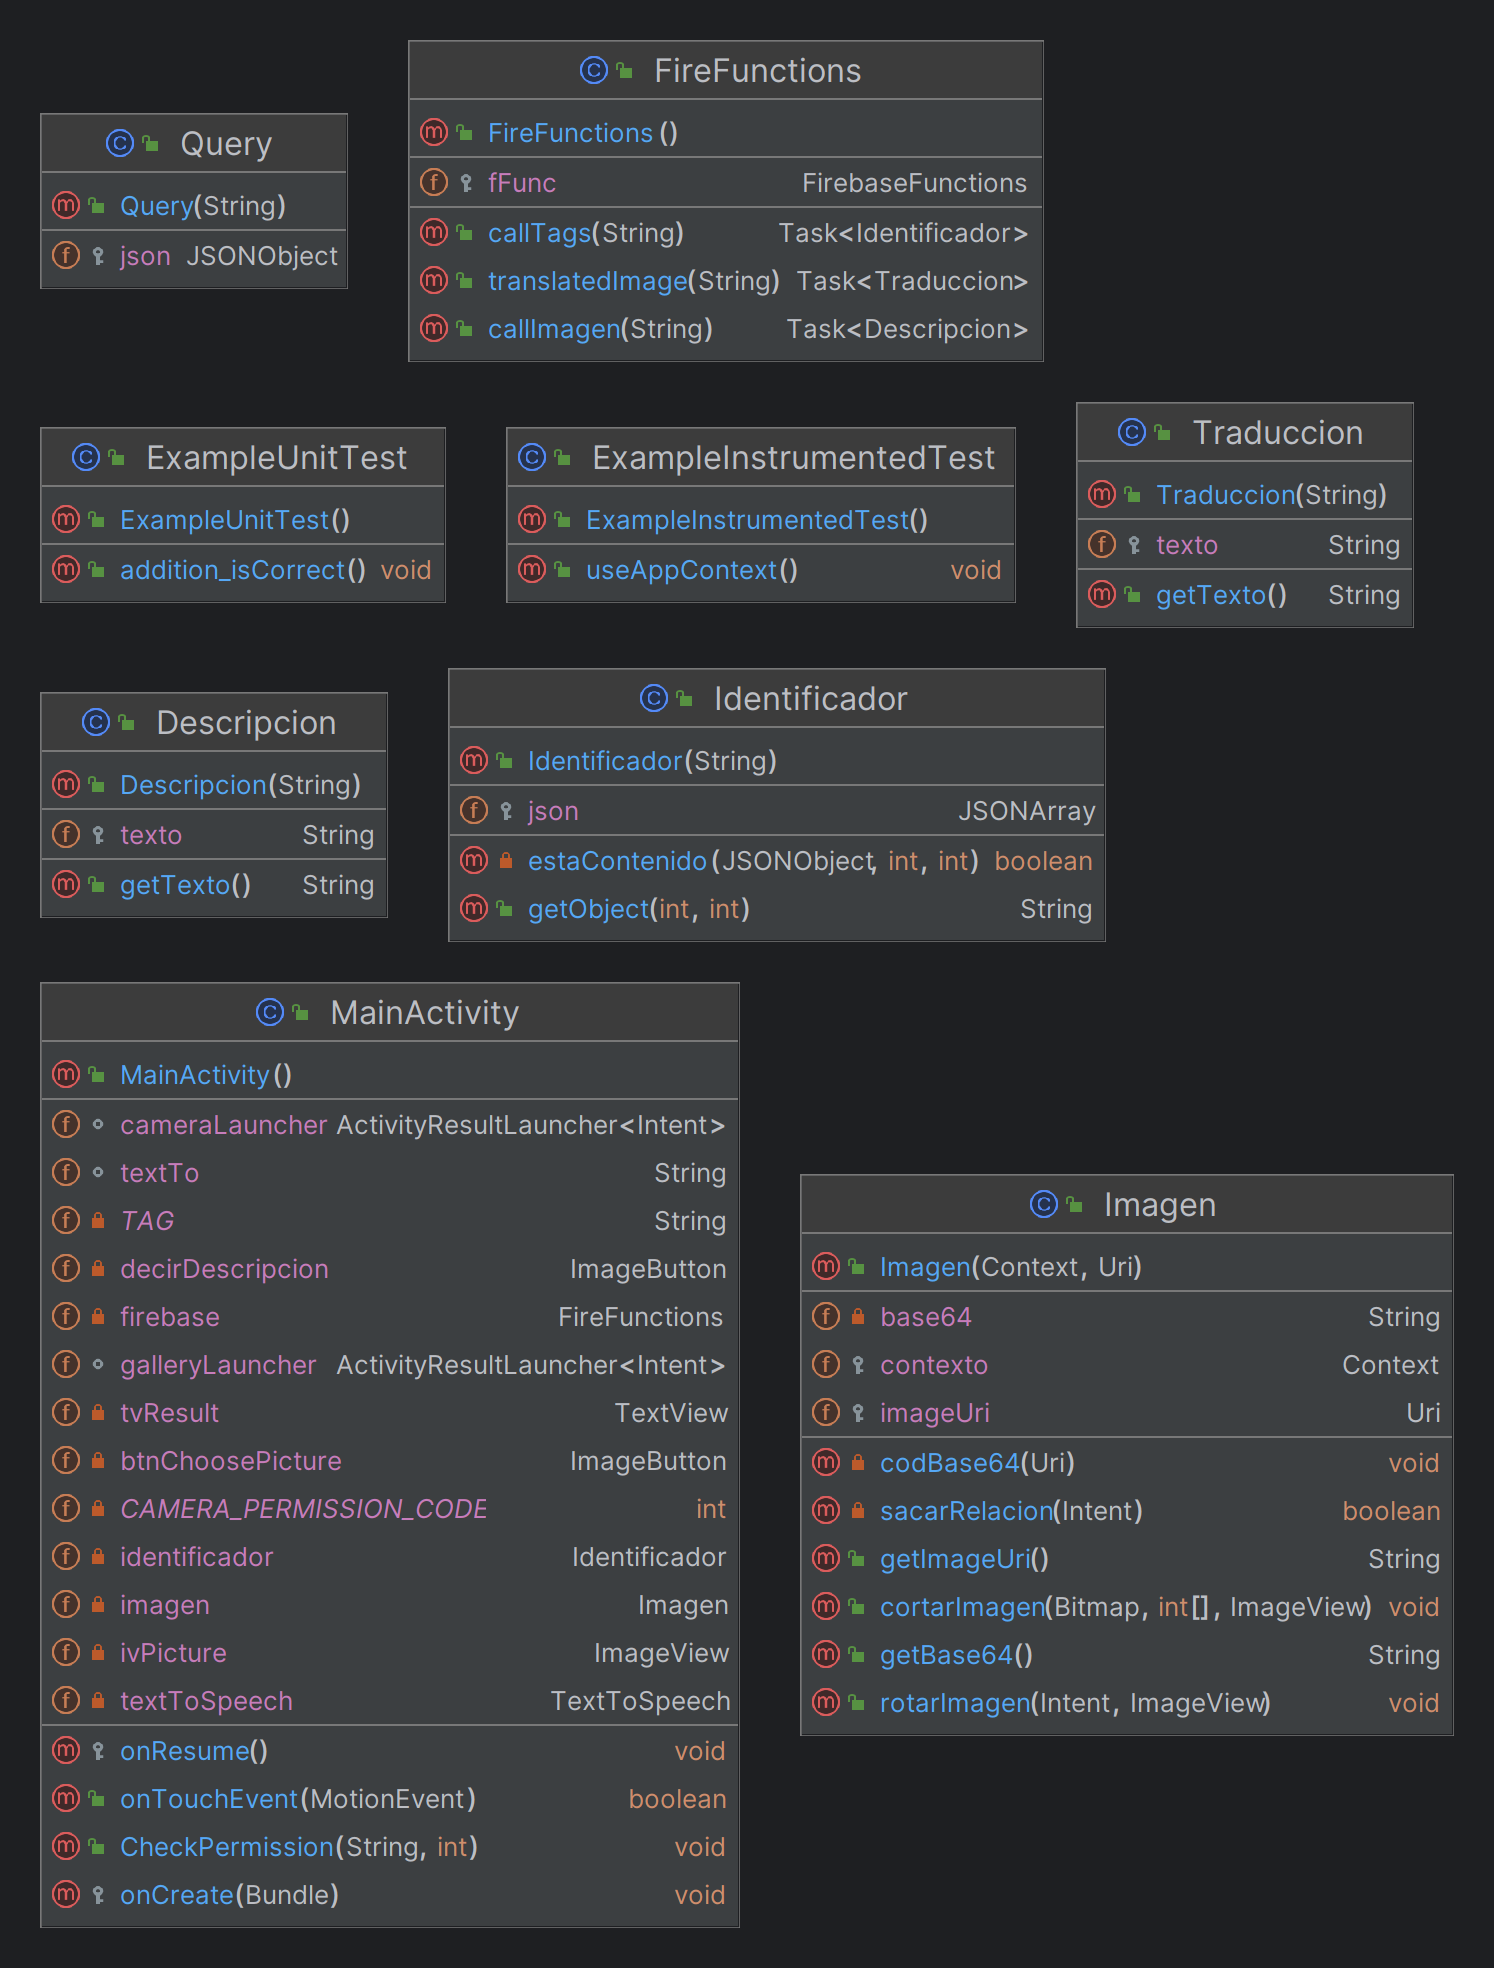 FireFunctions
FireFunctions()
fFunc FirebaseFunctions
callTags(String) Task<Identificador>
translatedImage(String) Task<Traduccion>
callImagen(String) Task<Descripcion>
Query
Query(String)
json JSONObject
ExampleUnitTest
ExampleUnitTest()
addition_isCorrect() void
ExampleInstrumentedTest
ExampleInstrumentedTest()
useAppContext() void
Traduccion
Traduccion(String)
texto String
getTexto() String
Descripcion
Descripcion(String)
texto String
getTexto() String
Identificador
Identificador(String)
json JSONArray
estaContenido(JSONObject, int, int) boolean
getObject(int, int) String
MainActivity
MainActivity()
cameraLauncher ActivityResultLauncher<Intent>
textTo String
TAG String
decirDescripcion ImageButton
firebase FireFunctions
galleryLauncher ActivityResultLauncher<Intent>
tvResult TextView
btnChoosePicture ImageButton
CAMERA_PERMISSION_CODE int
identificador Identificador
imagen Imagen
ivPicture ImageView
textToSpeech TextToSpeech
onResume() void
onTouchEvent(MotionEvent) boolean
CheckPermission(String, int) void
onCreate(Bundle) void
Imagen
Imagen(Context, Uri)
base64 String
contexto Context
imageUri Uri
codBase64(Uri) void
sacarRelacion(Intent) boolean
getImageUri() String
cortarImagen(Bitmap, int[], ImageView) void
getBase64() String
rotarImagen(Intent, ImageView) void